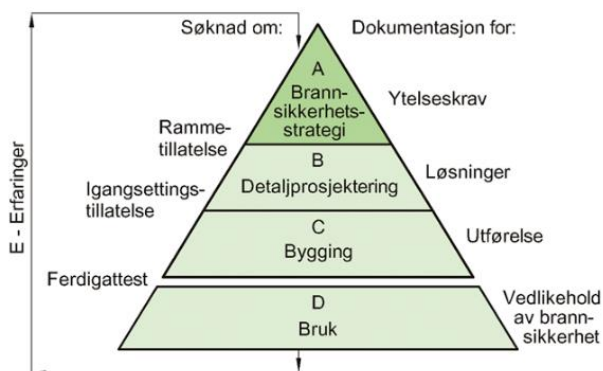 Søknad om:
Dokumentasjon for:
A
Brann-
sikkerhets-
strategi
Ytelseskrav
Ramme-
tillatelse
B
Detaljprosjektering
Løsninger
Igangsettings-
tillatelse
C
Bygging
Utførelse
Ferdigattest
D
Bruk
Vedlikehold
av brann-
sikkerhet
E - Erfaringer